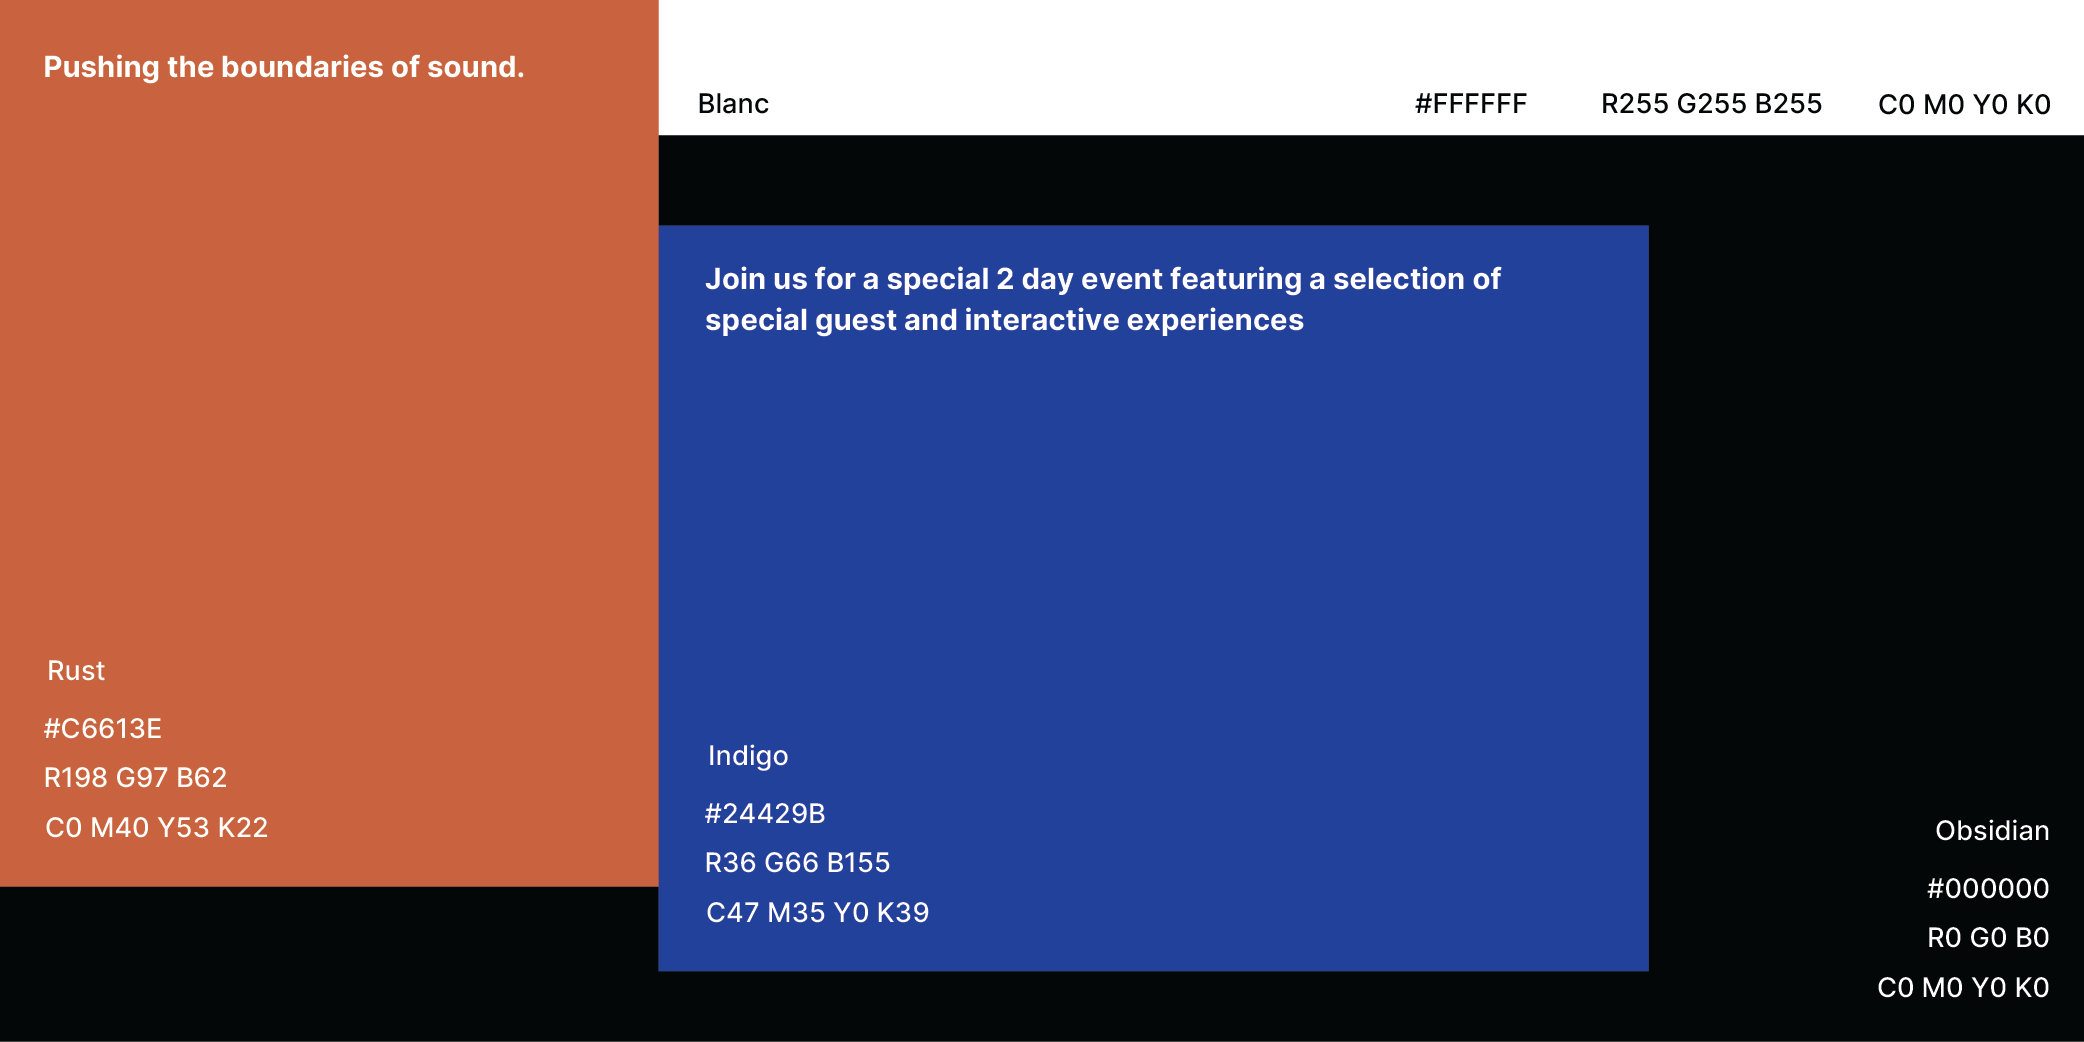 Pushing the boundaries of sound.
Rust
#C6613E
R198 G97 B62
C0 M40 Y53 K22
Blanc #FFFFFF R255 G255 B255 C0 M0 Y0 K0
Join us for a special 2 day event featuring a selection of
special guest and interactive experiences
Indigo
#24429B
R36 G66 B155
C47 M35 Y0 K39
Obsidian
#000000
R0 G0 B0
C0 M0 Y0 K0